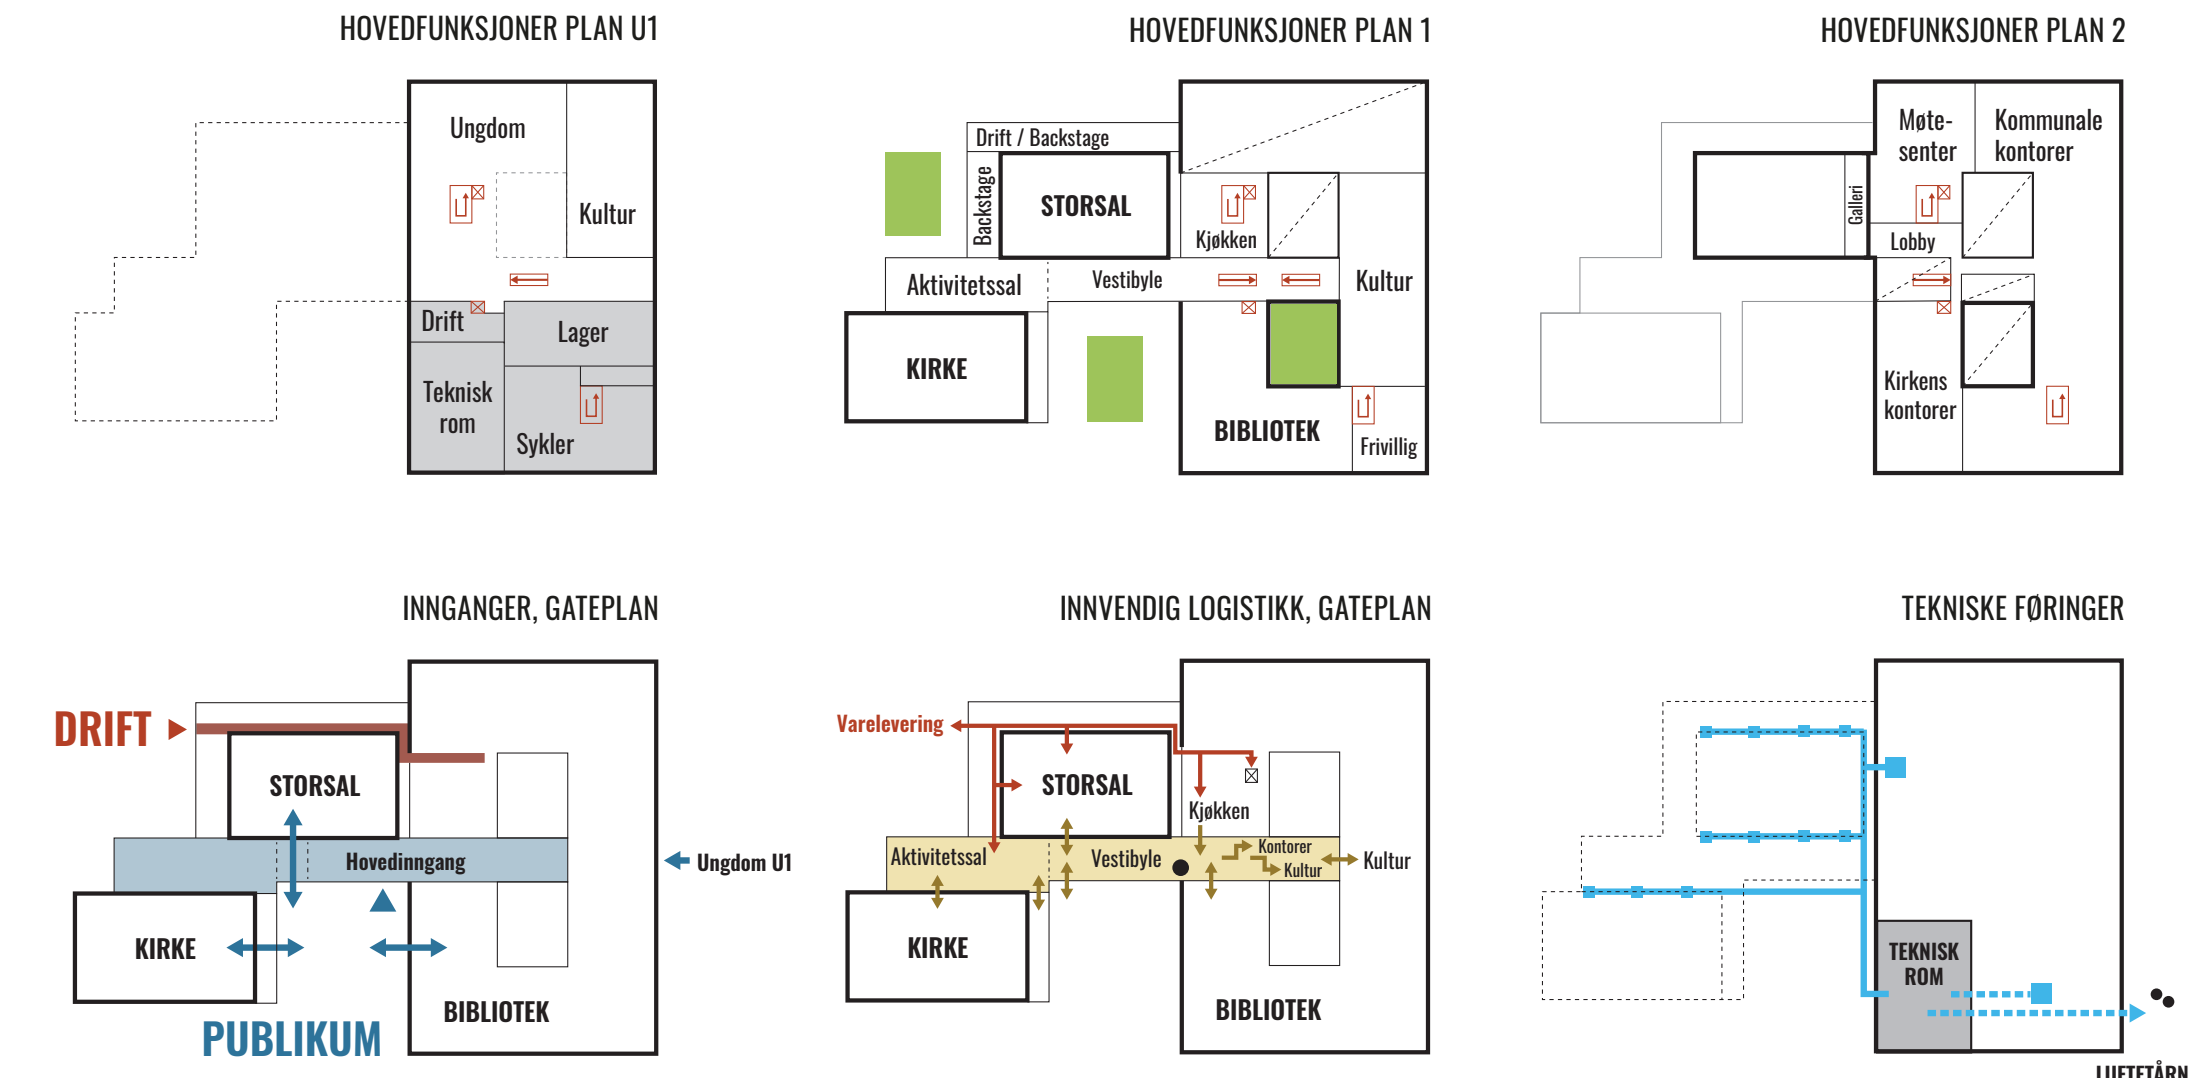 HOVEDFUNKSJONER PLAN U1
Ungdom
Kultur
Drift
Lager
Teknisk
rom
Sykler
HOVEDFUNKSJONER PLAN 1
Drift / Backstage
Backstage
STORSAL
Kjøkken
Aktivitetssal
Vestibyle
Kultur
KIRKE
BIBLIOTEK
Frivillig
HOVEDFUNKSJONER PLAN 2
Møte-
senter
Kommunale
kontorer
Galleri
Lobby
Kirkens
kontorer
INNGANGER, GATEPLAN
DRIFT
STORSAL
Hovedinngang
Ungdom U1
KIRKE
BIBLIOTEK
PUBLIKUM
INNVENDIG LOGISTIKK, GATEPLAN
Varelevering
STORSAL
Kjøkken
Aktivitetssal
Vestibyle
Kontorer
Kultur
Kultur
KIRKE
BIBLIOTEK
TEKNISKE FØRINGER
TEKNISK
ROM
LUFTETÅRN